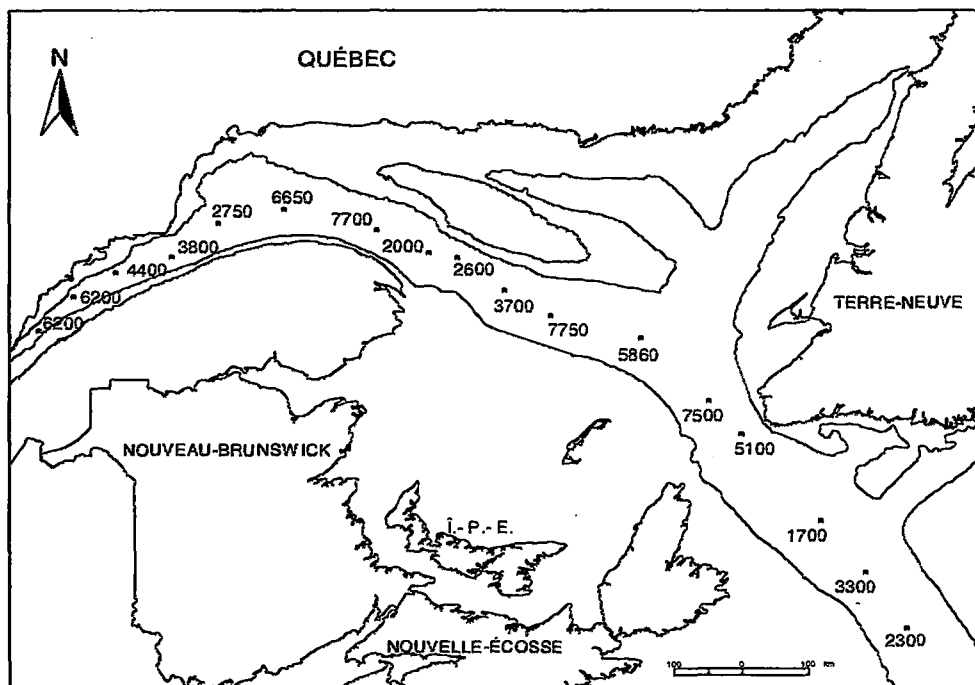 N
QUÉBEC
2750
6650
7700
3800
2000
2600
4400
6200
3700
6200
7750
TERRE-NEUVE
5860
7500
5100
NOUVEAU-BRUNSWICK
Î.- P.- E.
1700
3300
NOUVELLE-ÉCOSSE
2300
100 0 100 km